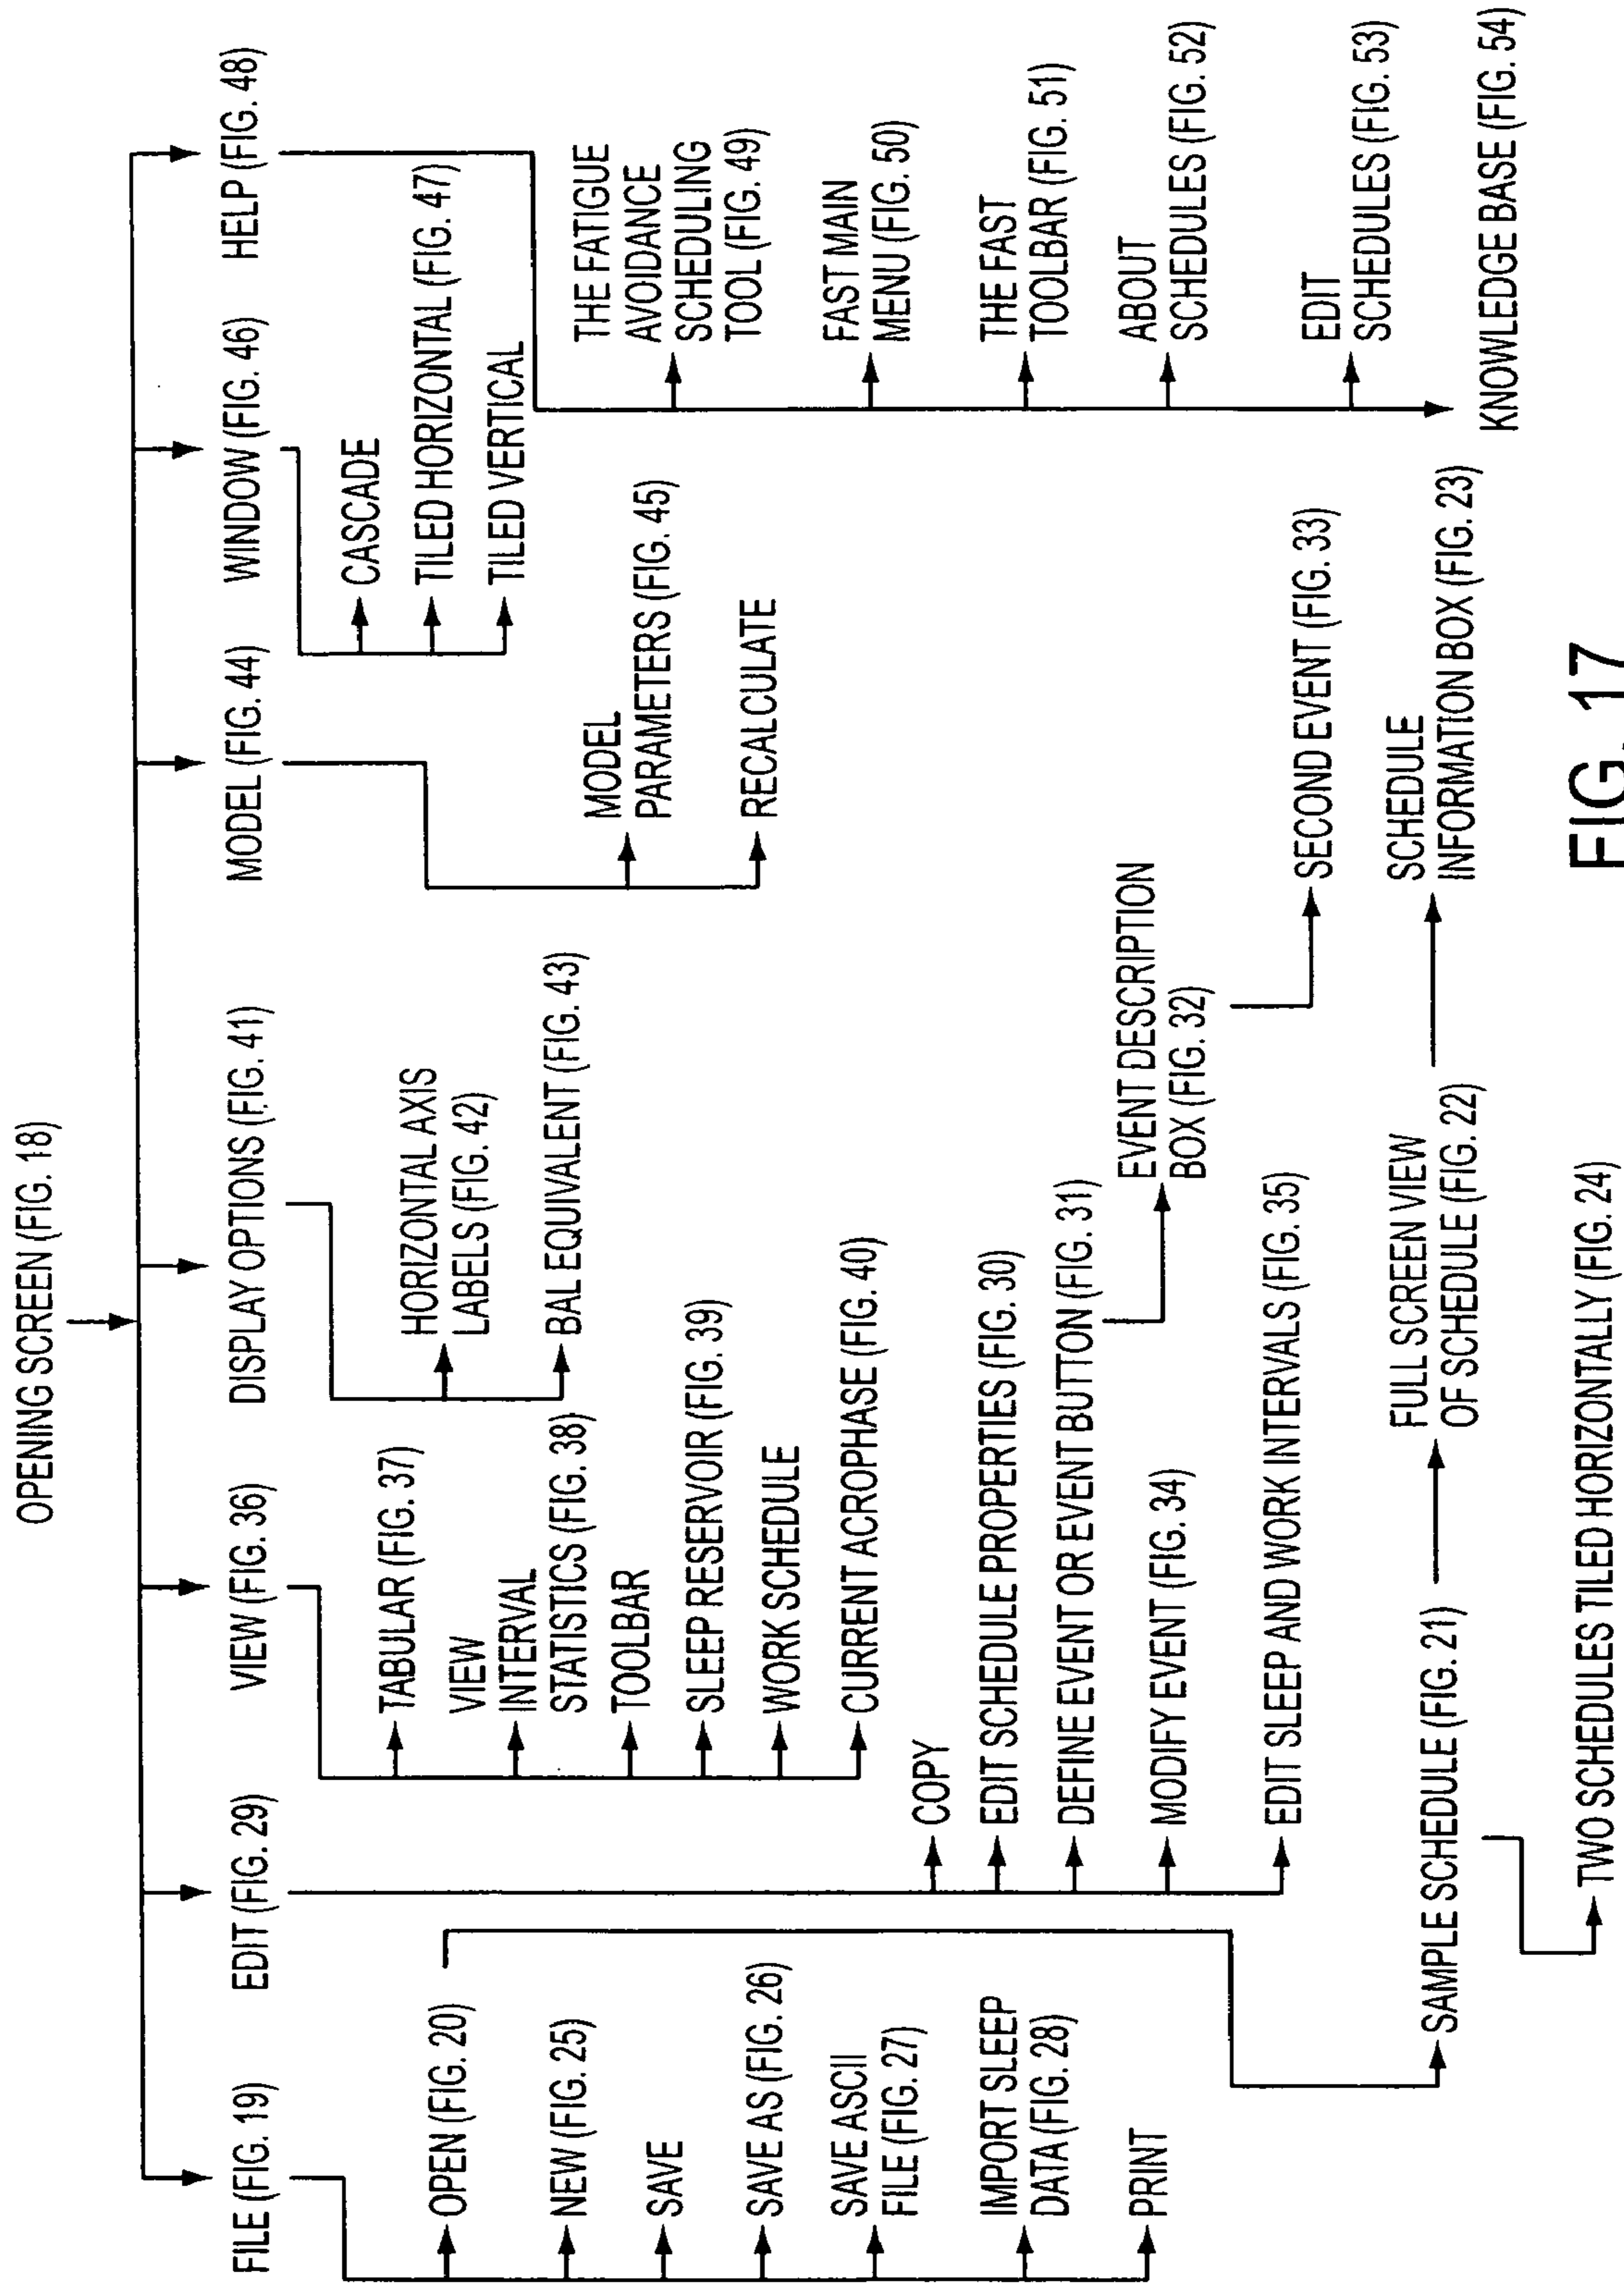 OPENING SCREEN (FIG. 18)
FILE (FIG. 19)
OPEN (FIG. 20)
NEW (FIG. 25)
SAVE
SAVE AS (FIG. 26)
SAVE ASCII
FILE (FIG. 27)
IMPORT SLEEP
DATA (FIG. 28)
PRINT
SAMPLE SCHEDULE (FIG. 21)
FULL SCREEN VIEW
OF SCHEDULE (FIG. 22)
SCHEDULE
INFORMATION BOX (FIG. 23)
TWO SCHEDULES TILED HORIZONTALLY (FIG. 24)
EDIT (FIG. 29)
COPY
EDIT SCHEDULE PROPERTIES (FIG. 30)
DEFINE EVENT OR EVENT BUTTON (FIG. 31)
EVENT DESCRIPTION
BOX (FIG. 32)
SECOND EVENT (FIG. 33)
MODIFY EVENT (FIG. 34)
EDIT SLEEP AND WORK INTERVALS (FIG. 35)
VIEW (FIG. 36)
TABULAR (FIG. 37)
VIEW
INTERVAL
STATISTICS (FIG. 38)
TOOLBAR
SLEEP RESERVOIR (FIG. 39)
WORK SCHEDULE
CURRENT ACROPHASE (FIG. 40)
DISPLAY OPTIONS (FIG. 41)
HORIZONTAL AXIS
LABELS (FIG. 42)
BAL EQUIVALENT (FIG. 43)
MODEL (FIG. 44)
MODEL
PARAMETERS (FIG. 45)
RECALCULATE
WINDOW (FIG. 46)
CASCADE
TILED HORIZONTAL (FIG. 47)
TILED VERTICAL
HELP (FIG. 48)
THE FATIGUE
AVOIDANCE
SCHEDULING
TOOL (FIG. 49)
FAST MAIN
MENU (FIG. 50)
THE FAST
TOOLBAR (FIG. 51)
ABOUT
SCHEDULES (FIG. 52)
EDIT
SCHEDULES (FIG. 53)
KNOWLEDGE BASE (FIG. 54)
FIG. 17